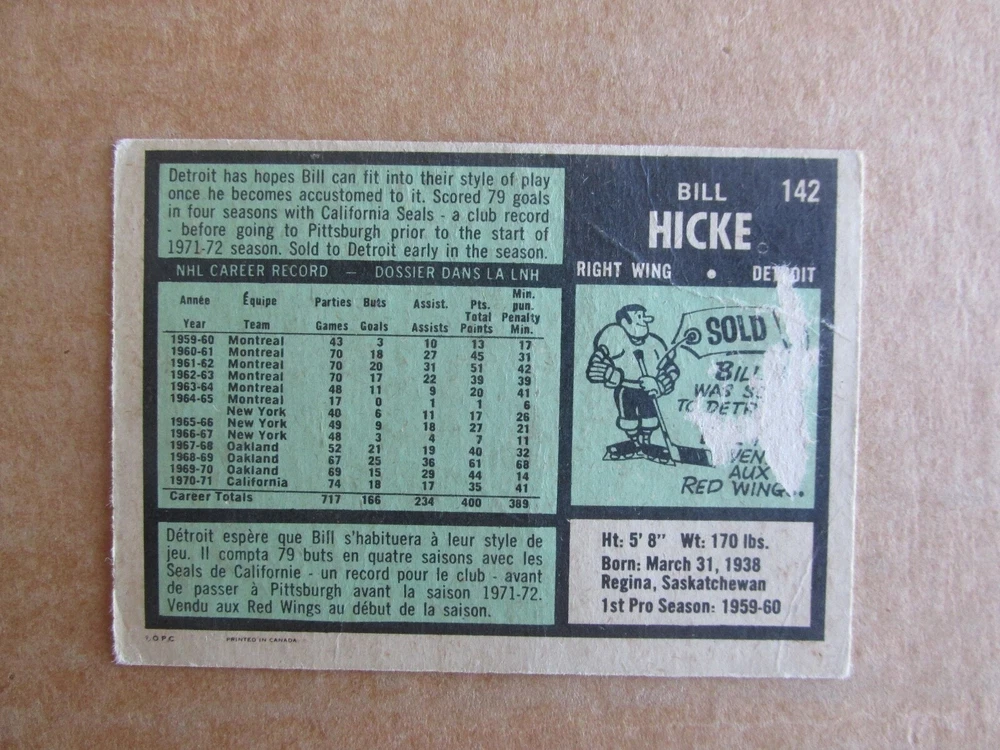 Detroit has hopes Bill can fit into their style of play
once he becomes accustomed to it. Scored 79 goals
in four seasons with California Seals - a club record
- before going to Pittsburgh prior to the start of
1971-72 season. Sold to Detroit early in the season.
BILL 142
HICKE
RIGHT WING • DETROIT
NHL CAREER RECORD — DOSSIER DANS LA LNH
Année Équipe Parties Buts Assist. Pts. Total Min. pun.
Year Team Games Goals Assists Points Penalty Min.
1959-60 Montreal 43 3 10 13 17
1960-61 Montreal 70 18 27 45 31
1961-62 Montreal 70 20 31 51 42
1962-63 Montreal 70 17 22 39 39
1963-64 Montreal 48 11 9 20 41
1964-65 Montreal 17 0 1 1 6
New York 40 6 11 17 26
1965-66 New York 49 9 18 27 21
1966-67 New York 48 3 4 7 11
1967-68 Oakland 52 21 19 40 32
1968-69 Oakland 67 25 36 61 68
1969-70 Oakland 69 15 29 44 14
1970-71 California 74 18 17 35 41
Career Totals 717 166 234 400 389
SOLD
BILL
WAS
TO
AUX
RED WINGS.
Détroit espère que Bill s'habituera à leur style de
jeu. Il compta 79 buts en quatre saisons avec les
Seals de Californie - un record pour le club - avant
de passer à Pittsburgh avant la saison 1971-72.
Vendu aux Red Wings au début de la saison.
Ht: 5' 8" Wt: 170 lbs.
Born: March 31, 1938
Regina, Saskatchewan
1st Pro Season: 1959-60
O.P.C. PRINTED IN CANADA